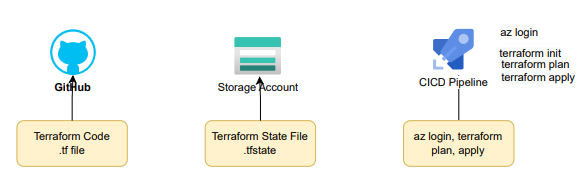 az login
terraform init
terraform plan
terraform apply
GitHub
Storage Account
CICD Pipeline
Terraform Code
.tf file
Terraform State File
.tfstate
az login, terraform
plan, apply